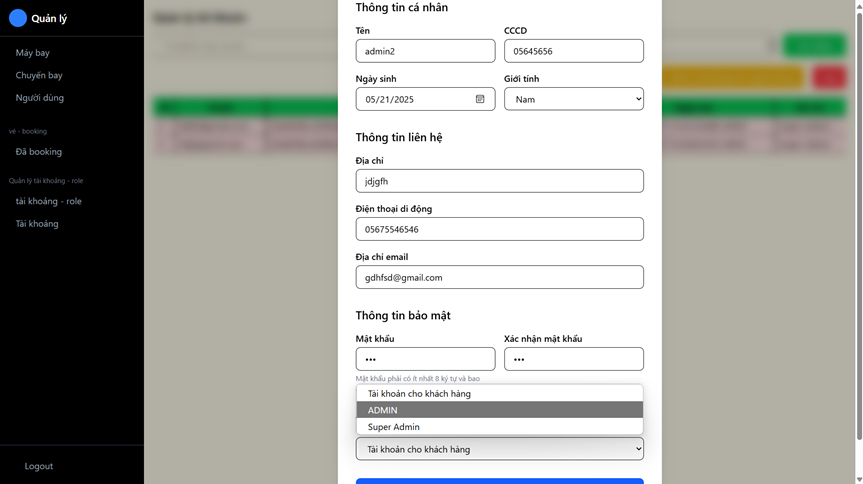 Quản lý
Máy bay
Chuyến bay
Người dùng
vé - booking
Đã booking
Quản lý tài khoảng - role
tài khoảng - role
Tài khoảng
Logout
Thông tin cá nhân
Tên
CCCD
admin2
05645656
Ngày sinh
Giới tính
05/21/2025
Nam
Thông tin liên hệ
Địa chỉ
jdjgfh
Điện thoại di động
05675546546
Địa chỉ email
gdhfsd@gmail.com
Thông tin bảo mật
Mật khẩu
Xác nhận mật khẩu
•••
•••
Mật khẩu phải có ít nhất 8 ký tự và bao
Tài khoản cho khách hàng
ADMIN
Super Admin
Tài khoản cho khách hàng